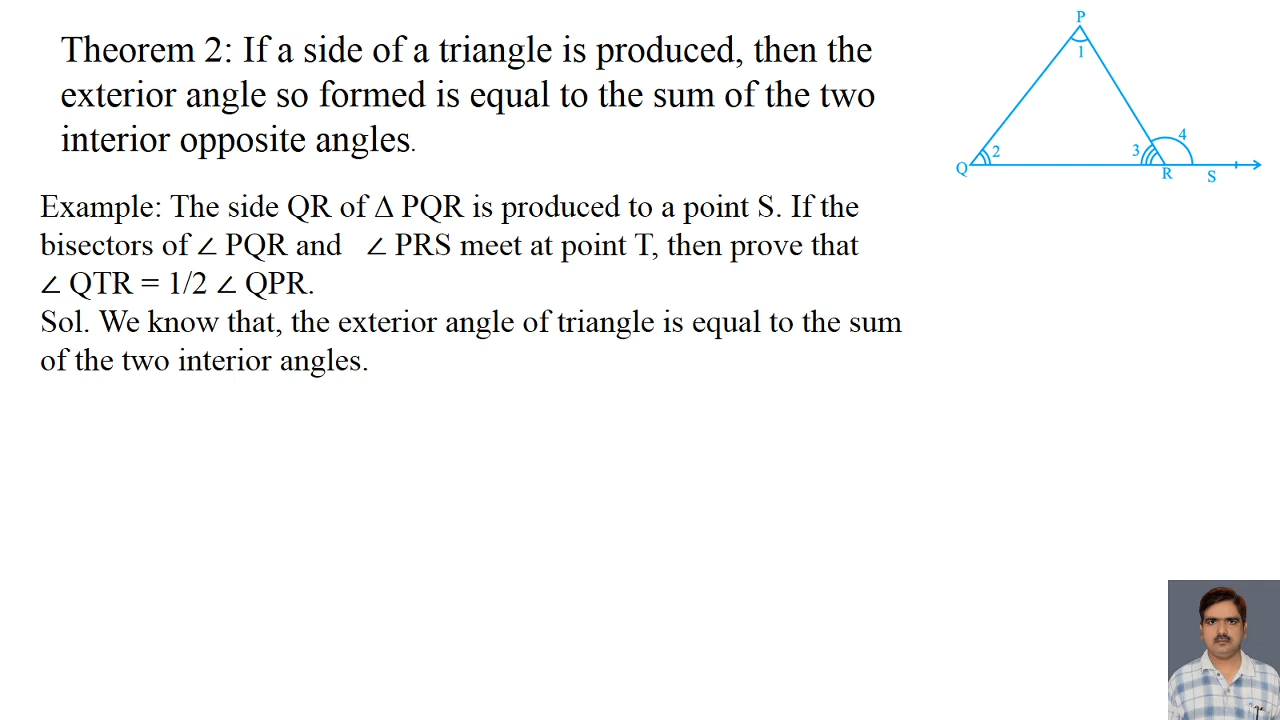 Theorem 2: If a side of a triangle is produced, then the
exterior angle so formed is equal to the sum of the two
interior opposite angles.
Example: The side QR of Δ PQR is produced to a point S. If the
bisectors of ∠ PQR and ∠ PRS meet at point T, then prove that
∠ QTR = 1/2 ∠ QPR.
Sol. We know that, the exterior angle of triangle is equal to the sum
of the two interior angles.
P
1
4
2
3
Q
R
S